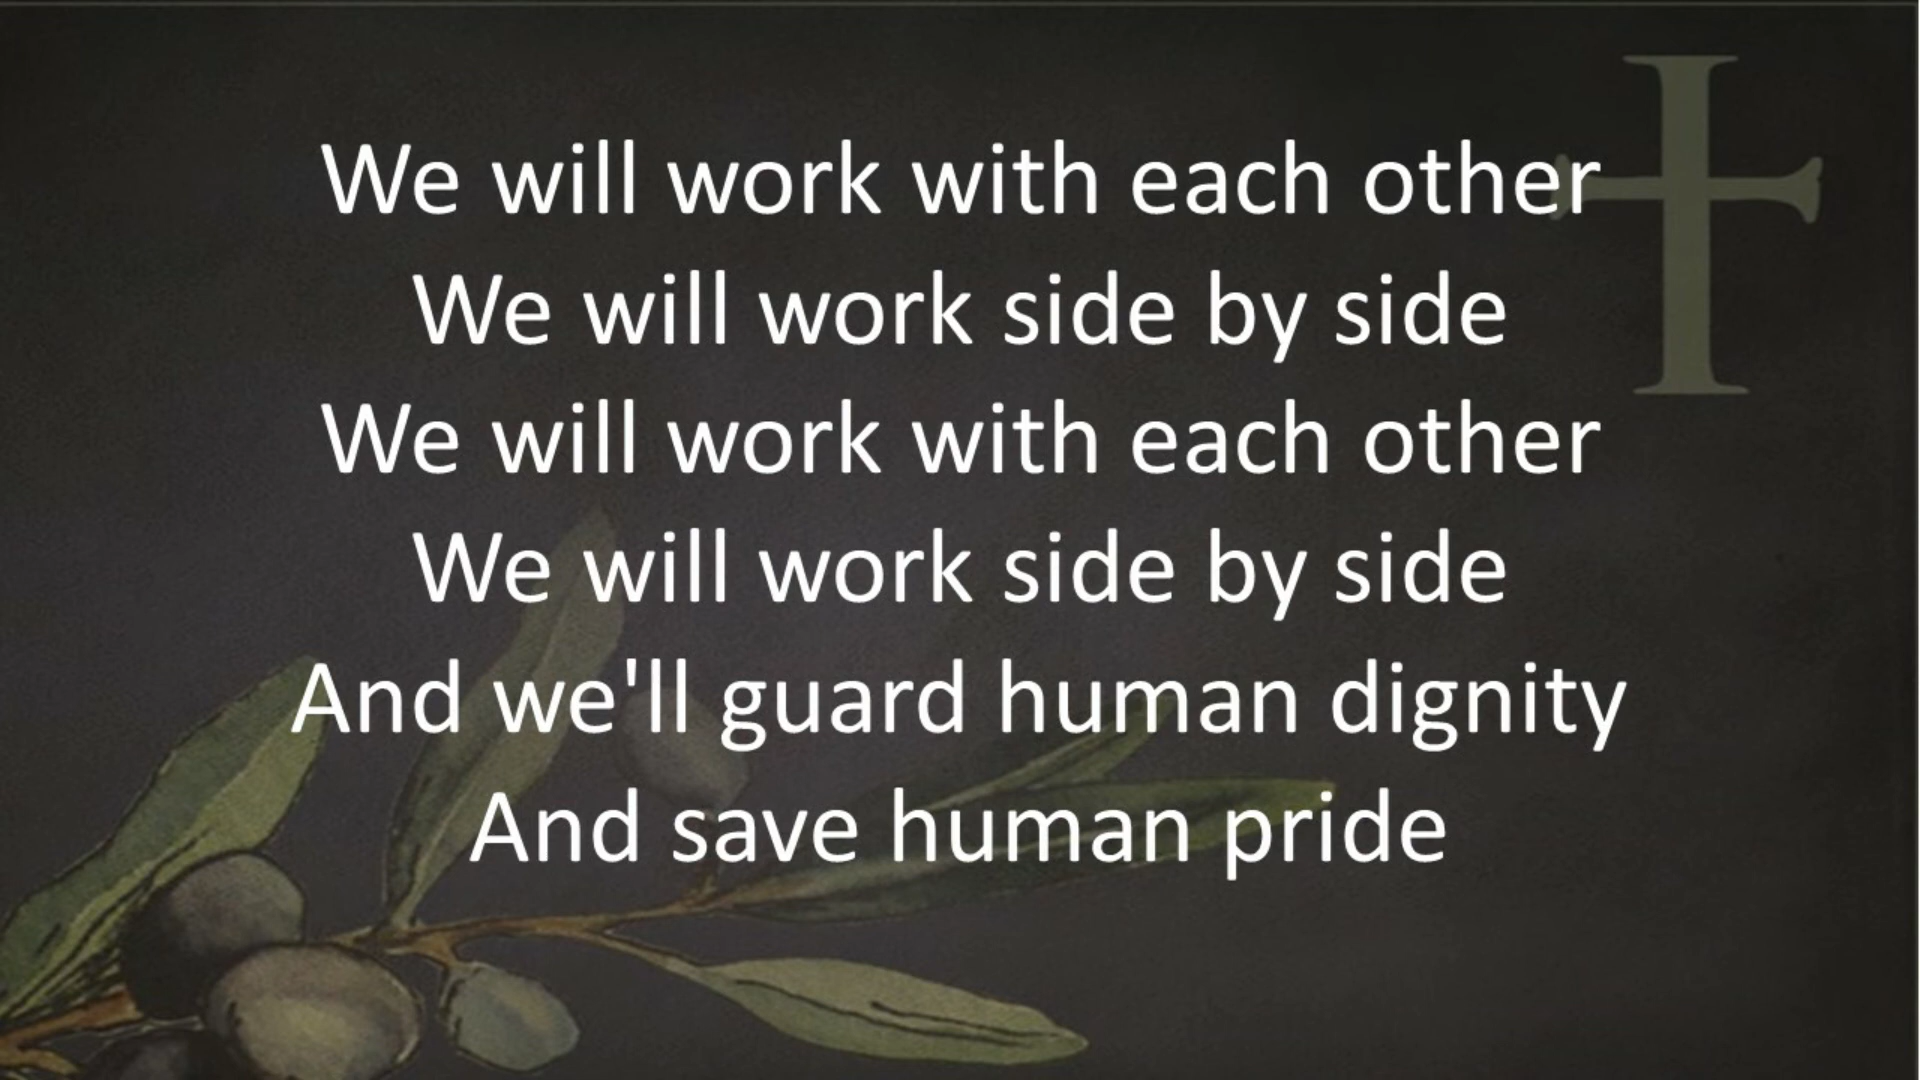 We will work with each other
We will work side by side
We will work with each other
We will work side by side
And we'll guard human dignity
And save human pride